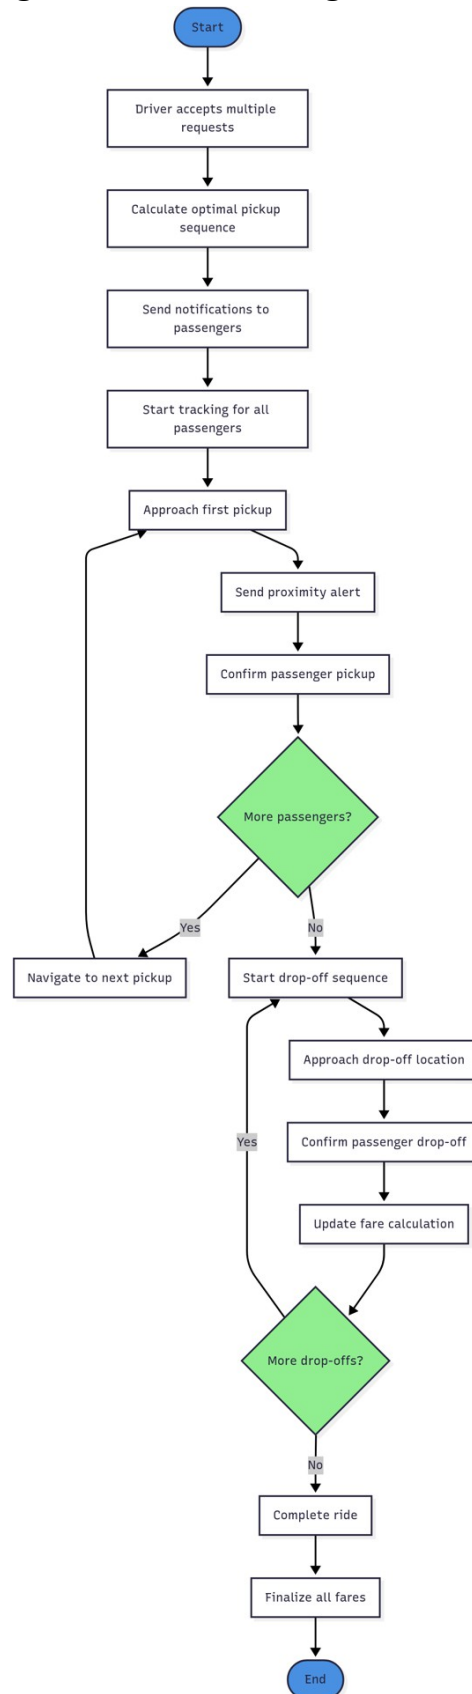 Start
Driver accepts multiple
requests
Calculate optimal pickup
sequence
Send notifications to
passengers
Start tracking for all
passengers
Approach first pickup
Send proximity alert
Confirm passenger pickup
More passengers?
Yes
No
Navigate to next pickup
Start drop-off sequence
Approach drop-off location
Yes
Confirm passenger drop-off
Update fare calculation
More drop-offs?
No
Complete ride
Finalize all fares
End